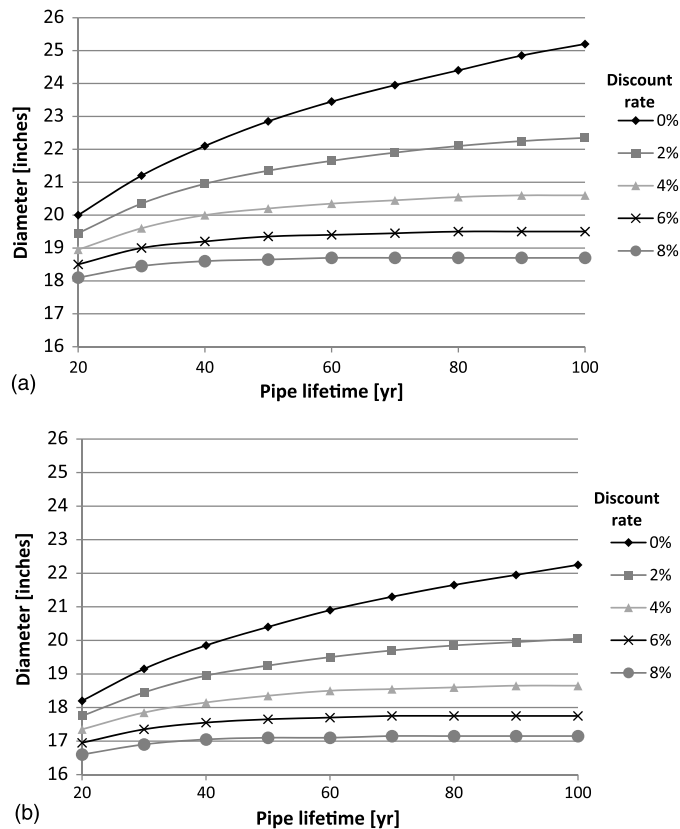 26
25
24
23
22
21
20
19
18
17
16
Diameter [inches]
20 40 60 80 100
Pipe lifetime [yr]
Discount
rate
0%
2%
4%
6%
8%
(a)
26
25
24
23
22
21
20
19
18
17
16
Diameter [inches]
20 40 60 80 100
Pipe lifetime [yr]
Discount
rate
0%
2%
4%
6%
8%
(b)